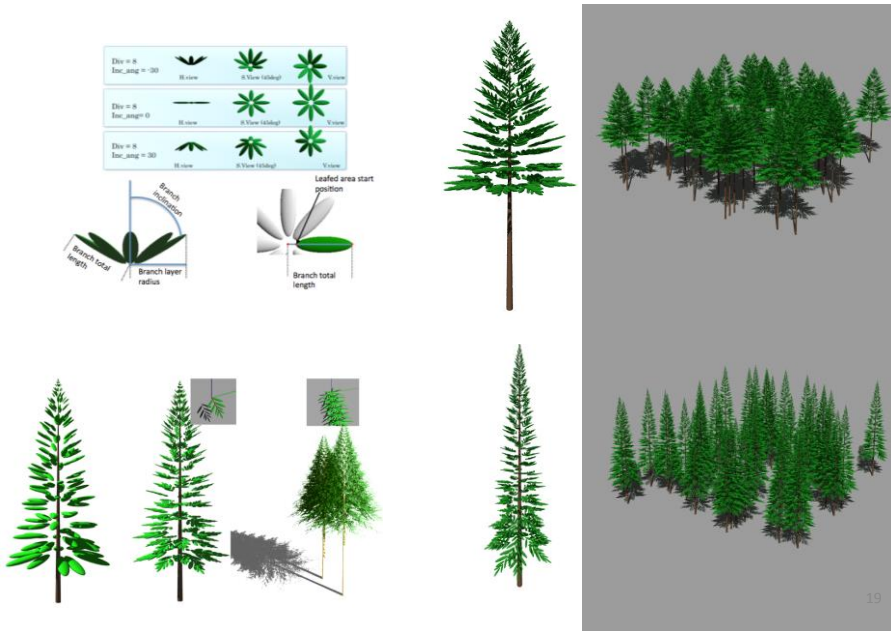 Div = 8
Inc_ang = -30
H.view
S.View (45deg)
V.view
Div = 8
Inc_ang= 0
H.view
S.View (45deg)
V.view
Div = 8
Inc_ang = 30
H.view
S.View (45deg)
V.view
Branch
inclination
Branch total
length
Branch layer
radius
Leafed area start
position
Branch total
length
19